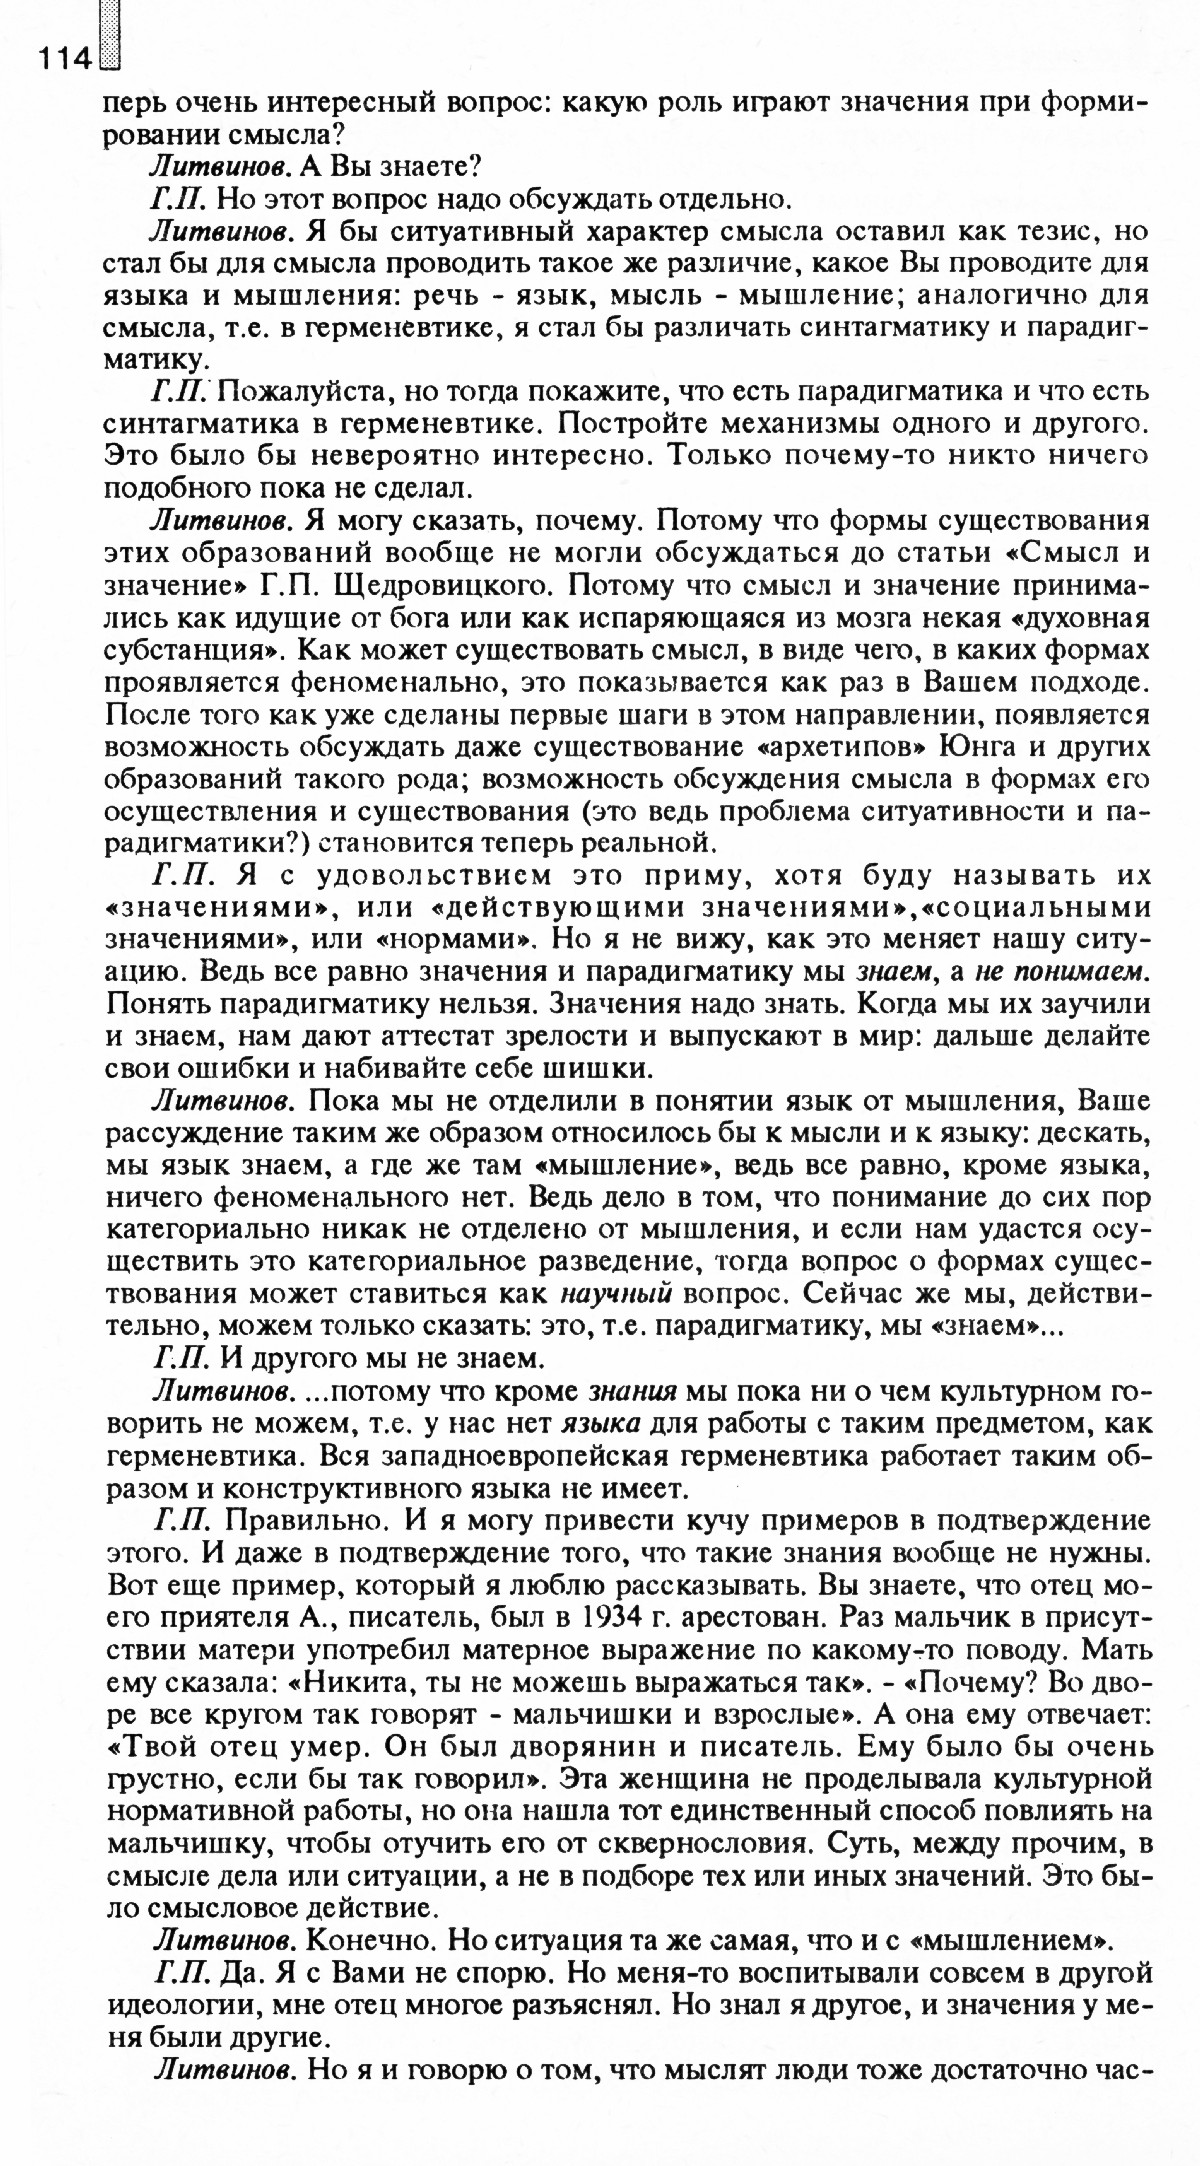 114
перь очень интересный вопрос: какую роль играют значения при форми-
ровании смысла?
Литвинов. А Вы знаете?
Г.П. Но этот вопрос надо обсуждать отдельно.
Литвинов. Я бы ситуативный характер смысла оставил как тезис, но
стал бы для смысла проводить такое же различие, какое Вы проводите для
языка и мышления: речь - язык, мысль - мышление; аналогично для
смысла, т.е. в герменевтике, я стал бы различать синтагматику и парадиг-
матику.
Г.П. Пожалуйста, но тогда покажите, что есть парадигматика и что есть
синтагматика в герменевтике. Постройте механизмы одного и другого.
Это было бы невероятно интересно. Только почему-то никто ничего
подобного пока не сделал.
Литвинов. Я могу сказать, почему. Потому что формы существования
этих образований вообще не могли обсуждаться до статьи «Смысл и
значение» Г.П. Щедровицкого. Потому что смысл и значение принима-
лись как идущие от бога или как испаряющаяся из мозга некая «духовная
субстанция». Как может существовать смысл, в виде чего, в каких формах
проявляется феноменально, это показывается как раз в Вашем подходе.
После того как уже сделаны первые шаги в этом направлении, появляется
возможность обсуждать даже существование «архетипов» Юнга и других
образований такого рода; возможность обсуждения смысла в формах его
осуществления и существования (это ведь проблема ситуативности и па-
радигматики?) становится теперь реальной.
Г.П. Я с удовольствием это приму, хотя буду называть их
«значениями», или «действующими значениями»,«социальными
значениями», или «нормами». Но я не вижу, как это меняет нашу ситу-
ацию. Ведь все равно значения и парадигматику мы знаем, а не понимаем.
Понять парадигматику нельзя. Значения надо знать. Когда мы их заучили
и знаем, нам дают аттестат зрелости и выпускают в мир: дальше делайте
свои ошибки и набивайте себе шишки.
Литвинов. Пока мы не отделили в понятии язык от мышления, Ваше
рассуждение таким же образом относилось бы к мысли и к языку: дескать,
мы язык знаем, а где же там «мышление», ведь все равно, кроме языка,
ничего феноменального нет. Ведь дело в том, что понимание до сих пор
категориально никак не отделено от мышления, и если нам удастся осу-
ществить это категориальное разведение, тогда вопрос о формах сущес-
твования может ставиться как научный вопрос. Сейчас же мы, действи-
тельно, можем только сказать: это, т.е. парадигматику, мы «знаем»...
Г.П. И другого мы не знаем.
Литвинов. ...потому что кроме знания мы пока ни о чем культурном го-
ворить не можем, т.е. у нас нет языка для работы с таким предметом, как
герменевтика. Вся западноевропейская герменевтика работает таким об-
разом и конструктивного языка не имеет.
Г.П. Правильно. И я могу привести кучу примеров в подтверждение
этого. И даже в подтверждение того, что такие знания вообще не нужны.
Вот еще пример, который я люблю рассказывать. Вы знаете, что отец мо-
его приятеля А., писатель, был в 1934 г. арестован. Раз мальчик в присут-
ствии матери употребил матерное выражение по какому-то поводу. Мать
ему сказала: «Никита, ты не можешь выражаться так». - «Почему? Во дво-
ре все кругом так говорят - мальчишки и взрослые». А она ему отвечает:
«Твой отец умер. Он был дворянин и писатель. Ему было бы очень
грустно, если бы так говорил». Эта женщина не проделывала культурной
нормативной работы, но она нашла тот единственный способ повлиять на
мальчишку, чтобы отучить его от сквернословия. Суть, между прочим, в
смысле дела или ситуации, а не в подборе тех или иных значений. Это бы-
ло смысловое действие.
Литвинов. Конечно. Но ситуация та же самая, что и с «мышлением».
Г.П. Да. Я с Вами не спорю. Но меня-то воспитывали совсем в другой
идеологии, мне отец многое разъяснял. Но знал я другое, и значения у ме-
ня были другие.
Литвинов. Но я и говорю о том, что мыслят люди тоже достаточно час-